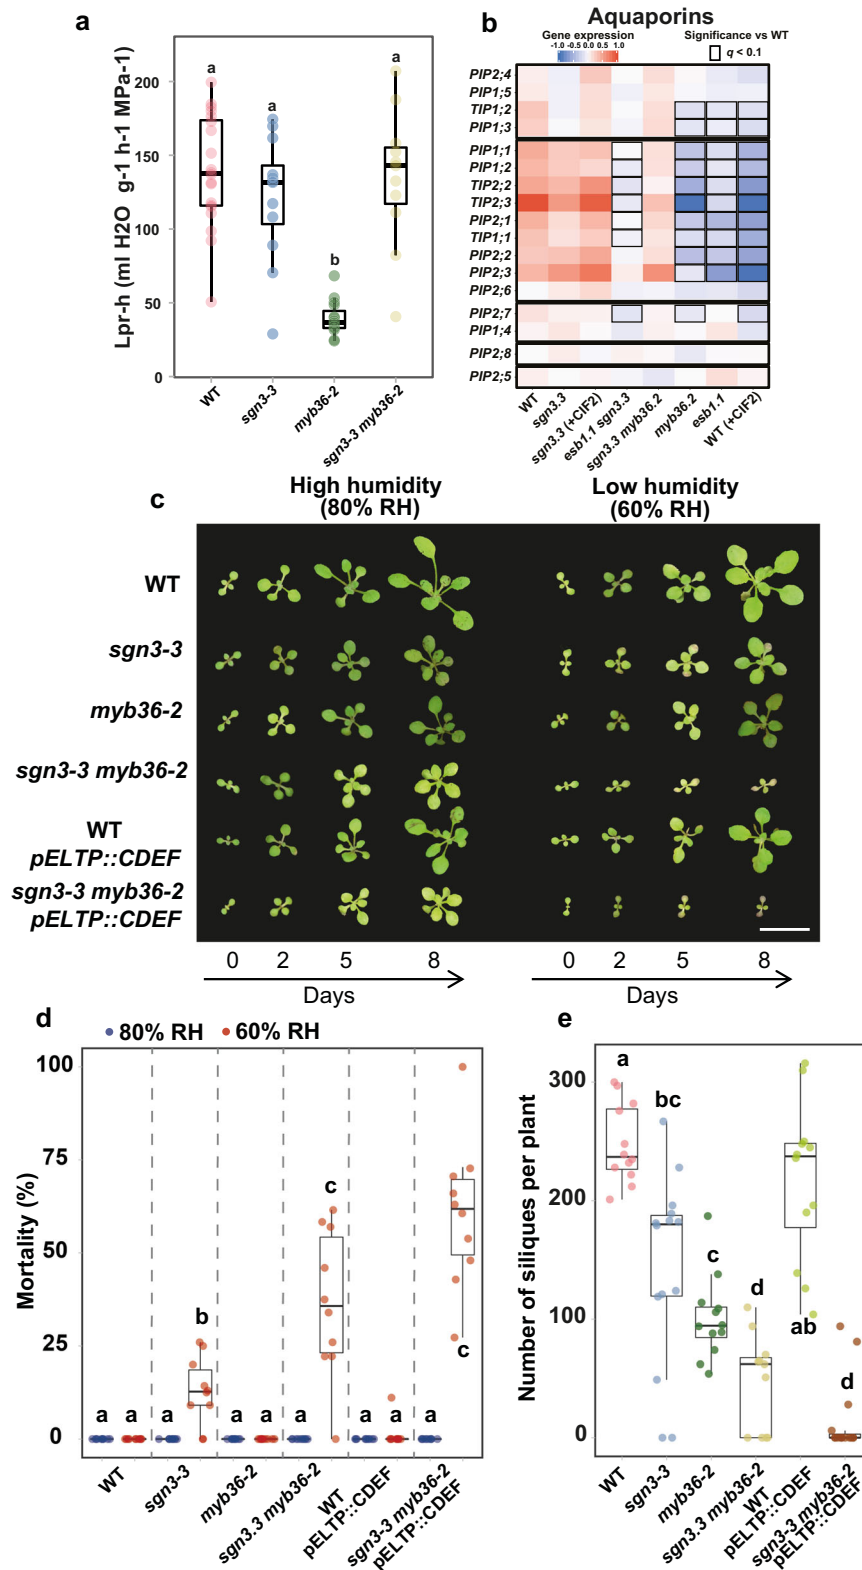 a
Lpr-h (ml H2O g-1 h-1 MPa-1)
200
150
100
50
0
a
a
b
a
WT
sgn3-3
myb36-2
sgn3-3 myb36-2
b
Aquaporins
Gene expression
-1.0 -0.5 0.0 0.5 1.0
Significance vs WT
q < 0.1
PIP2;4
PIP1;5
TIP1;2
PIP1;3
PIP1;1
PIP1;2
TIP2;2
TIP2;3
PIP2;1
TIP1;1
PIP2;2
PIP2;3
PIP2;6
PIP2;7
PIP1;4
PIP2;8
PIP2;5
WT
sgn3.3
sgn3.3 (+CIF2)
esb1.1 sgn3.3
sgn3.3 myb36.2
myb36.2
esb1.1
WT (+CIF2)
c
High humidity
(80% RH)
Low humidity
(60% RH)
WT
sgn3-3
myb36-2
sgn3-3 myb36-2
WT
pELTP::CDEF
sgn3-3 myb36-2
pELTP::CDEF
0 2 5 8
Days
0 2 5 8
Days
d
80% RH 60% RH
Mortality (%)
100
75
50
25
0
a a a b a a a c a a a c
WT
sgn3-3
myb36-2
sgn3.3 myb36-2
WT
pELTP::CDEF
sgn3-3 myb36-2
pELTP::CDEF
e
Number of siliques per plant
300
200
100
0
a
bc
c
d
ab
d
WT
sgn3-3
myb36-2
sgn3.3 myb36-2
WT
pELTP::CDEF
sgn3-3 myb36-2
pELTP::CDEF